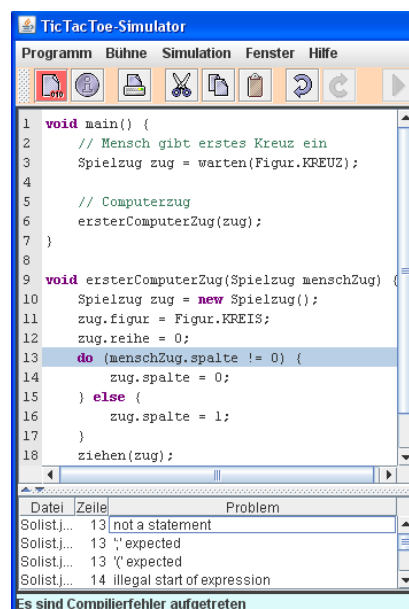 TicTacToe-Simulator
Programm Bühne Simulation Fenster Hilfe
1 void main() {
2 // Mensch gibt erstes Kreuz ein
3 Spielzug zug = warten(Figur.KREUZ);
4
5 // Computerzug
6 ersterComputerZug(zug);
7 }
8
9 void ersterComputerZug(Spielzug menschZug) {
10 Spielzug zug = new Spielzug();
11 zug.figur = Figur.KREIS;
12 zug.reihe = 0;
13 do (menschZug.spalte != 0) {
14 zug.spalte = 0;
15 } else {
16 zug.spalte = 1;
17 }
18 ziehen(zug);
Datei Zeile Problem
Solist.j... 13 not a statement
Solist.j... 13 ';' expected
Solist.j... 13 '(' expected
Solist.j... 14 illegal start of expression
Es sind Compilierfehler aufgetreten